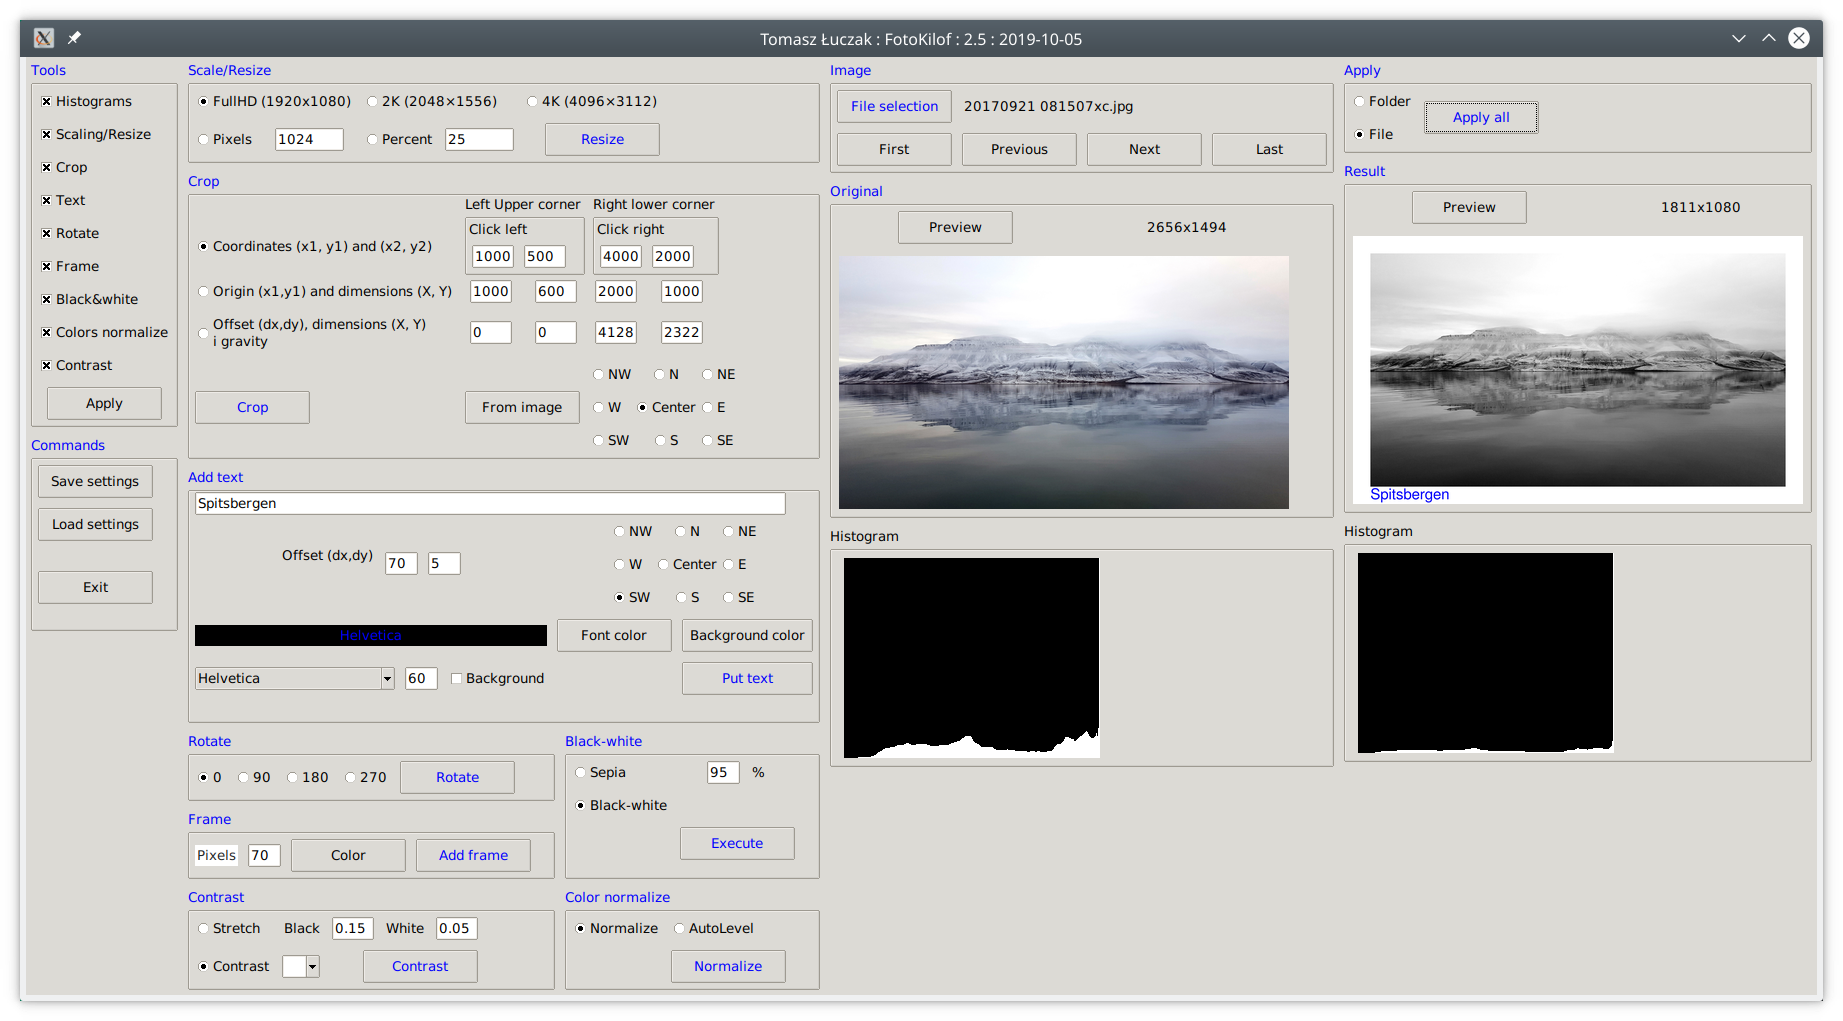 Tomasz Łuczak : FotoKilof : 2.5 : 2019-10-05
Tools
Histograms
Scaling/Resize
Crop
Text
Rotate
Frame
Black&white
Colors normalize
Contrast
Apply
Commands
Save settings
Load settings
Exit
Scale/Resize
FullHD (1920x1080) 2K (2048×1556) 4K (4096×3112)
Pixels 1024 Percent 25 Resize
Crop
Left Upper corner Right lower corner
Click left Click right
Coordinates (x1, y1) and (x2, y2) 1000 500 4000 2000
Origin (x1,y1) and dimensions (X, Y) 1000 600 2000 1000
Offset (dx,dy), dimensions (X, Y)
i gravity 0 0 4128 2322
NW N NE
Crop From image W Center E
SW S SE
Add text
Spitsbergen
NW N NE
Offset (dx,dy) 70 5 W Center E
SW S SE
Helvetica Font color Background color
Helvetica 60 Background Put text
Rotate
0 90 180 270 Rotate
Frame
Pixels 70 Color Add frame
Contrast
Stretch Black 0.15 White 0.05
Contrast Contrast
Black-white
Sepia 95 %
Black-white
Execute
Color normalize
Normalize AutoLevel
Normalize
Image
File selection 20170921 081507xc.jpg
First Previous Next Last
Original
Preview 2656x1494
Histogram
Apply
Folder
File
Apply all
Result
Preview 1811x1080
Spitsbergen
Histogram